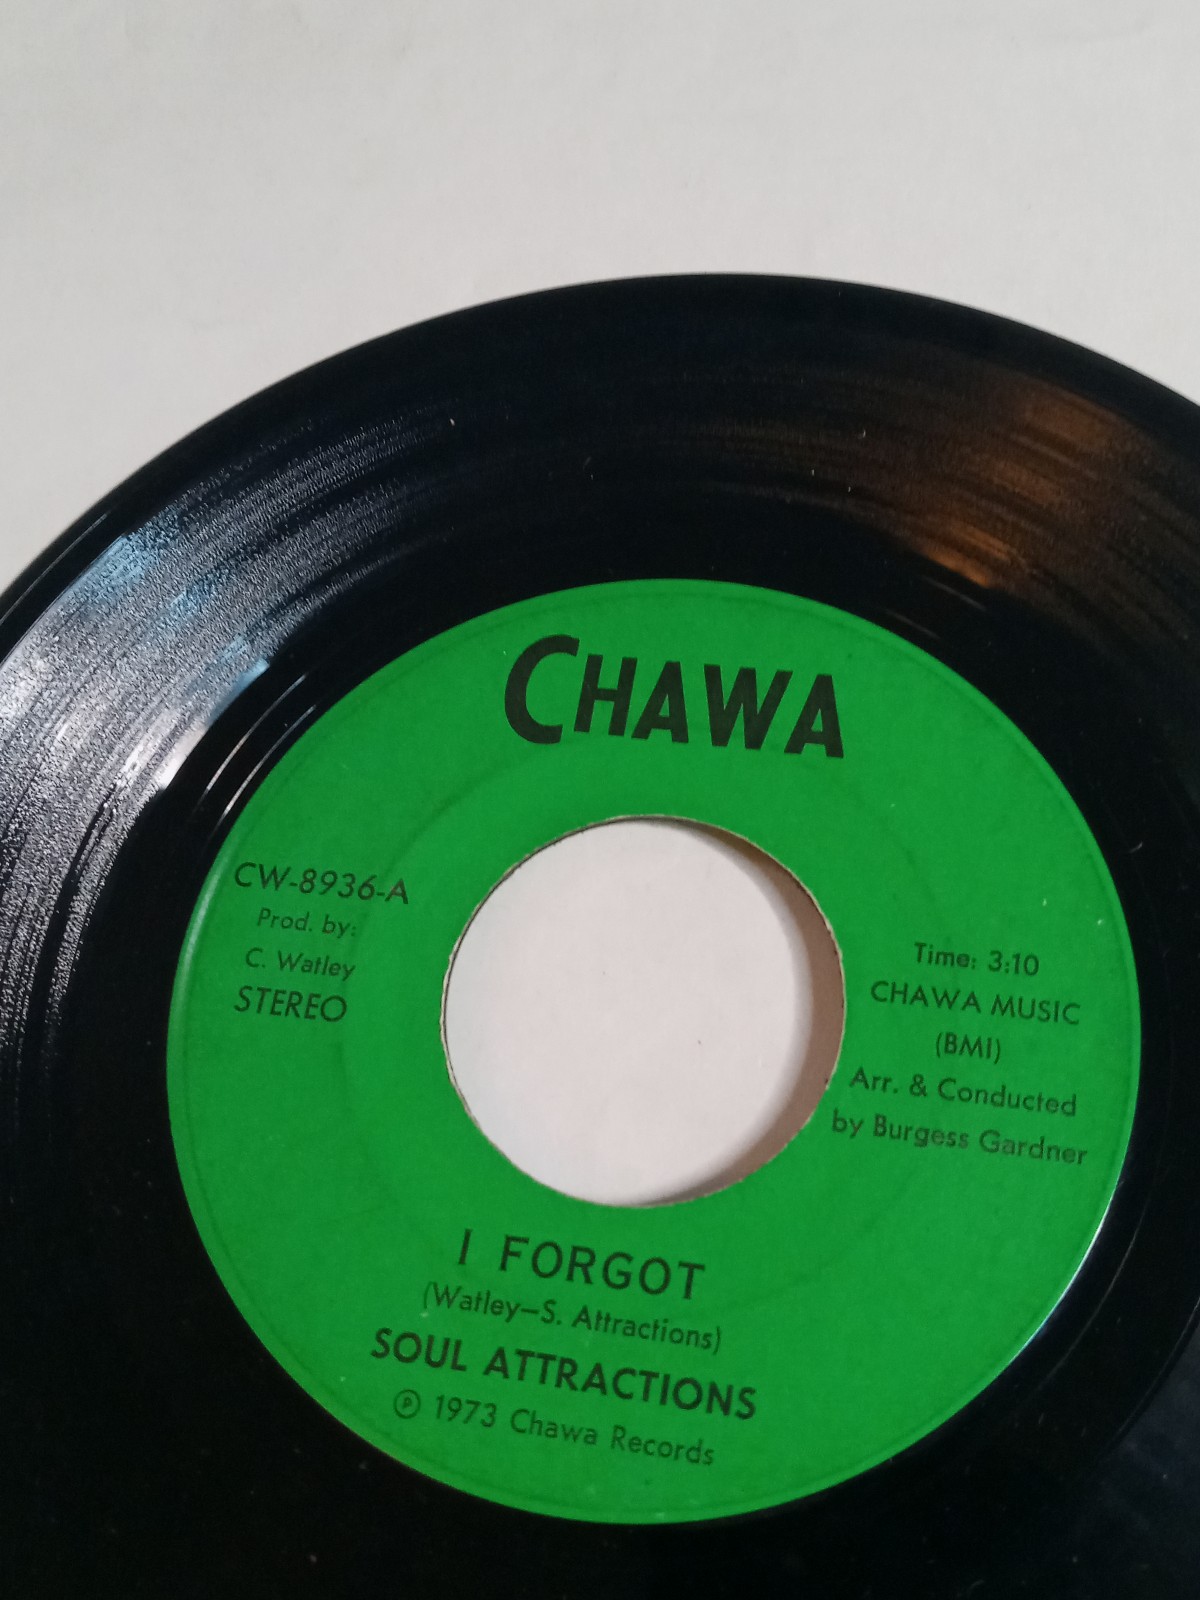 CHAWA
CW-8936-A
Prod. by:
C. Watley
STEREO
Time: 3:10
CHAWA MUSIC
(BMI)
Arr. & Conducted
by Burgess Gardner
I FORGOT
(Watley-S. Attractions)
SOUL ATTRACTIONS
℗ 1973 Chawa Records